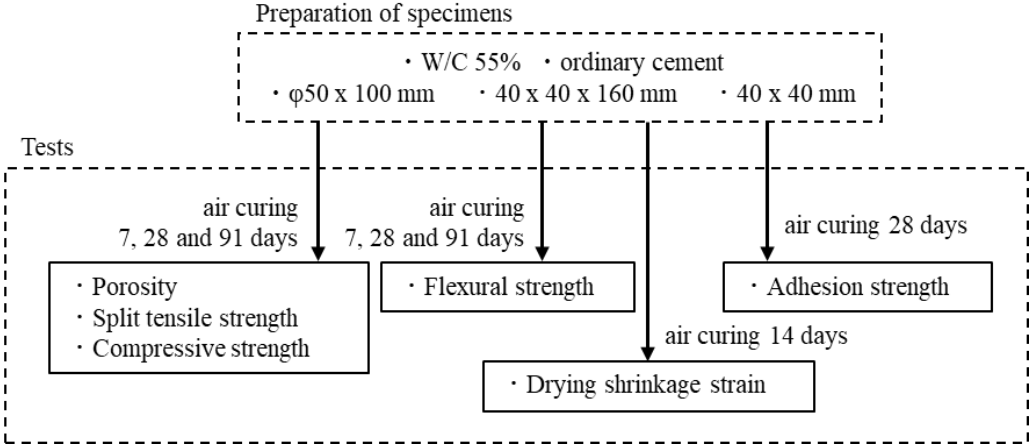 Preparation of specimens
・W/C 55% ・ordinary cement
・φ50 x 100 mm ・40 x 40 x 160 mm ・40 x 40 mm
Tests
air curing
7, 28 and 91 days
air curing
7, 28 and 91 days
air curing 28 days
・Porosity
・Split tensile strength
・Compressive strength
・Flexural strength
・Adhesion strength
air curing 14 days
・Drying shrinkage strain